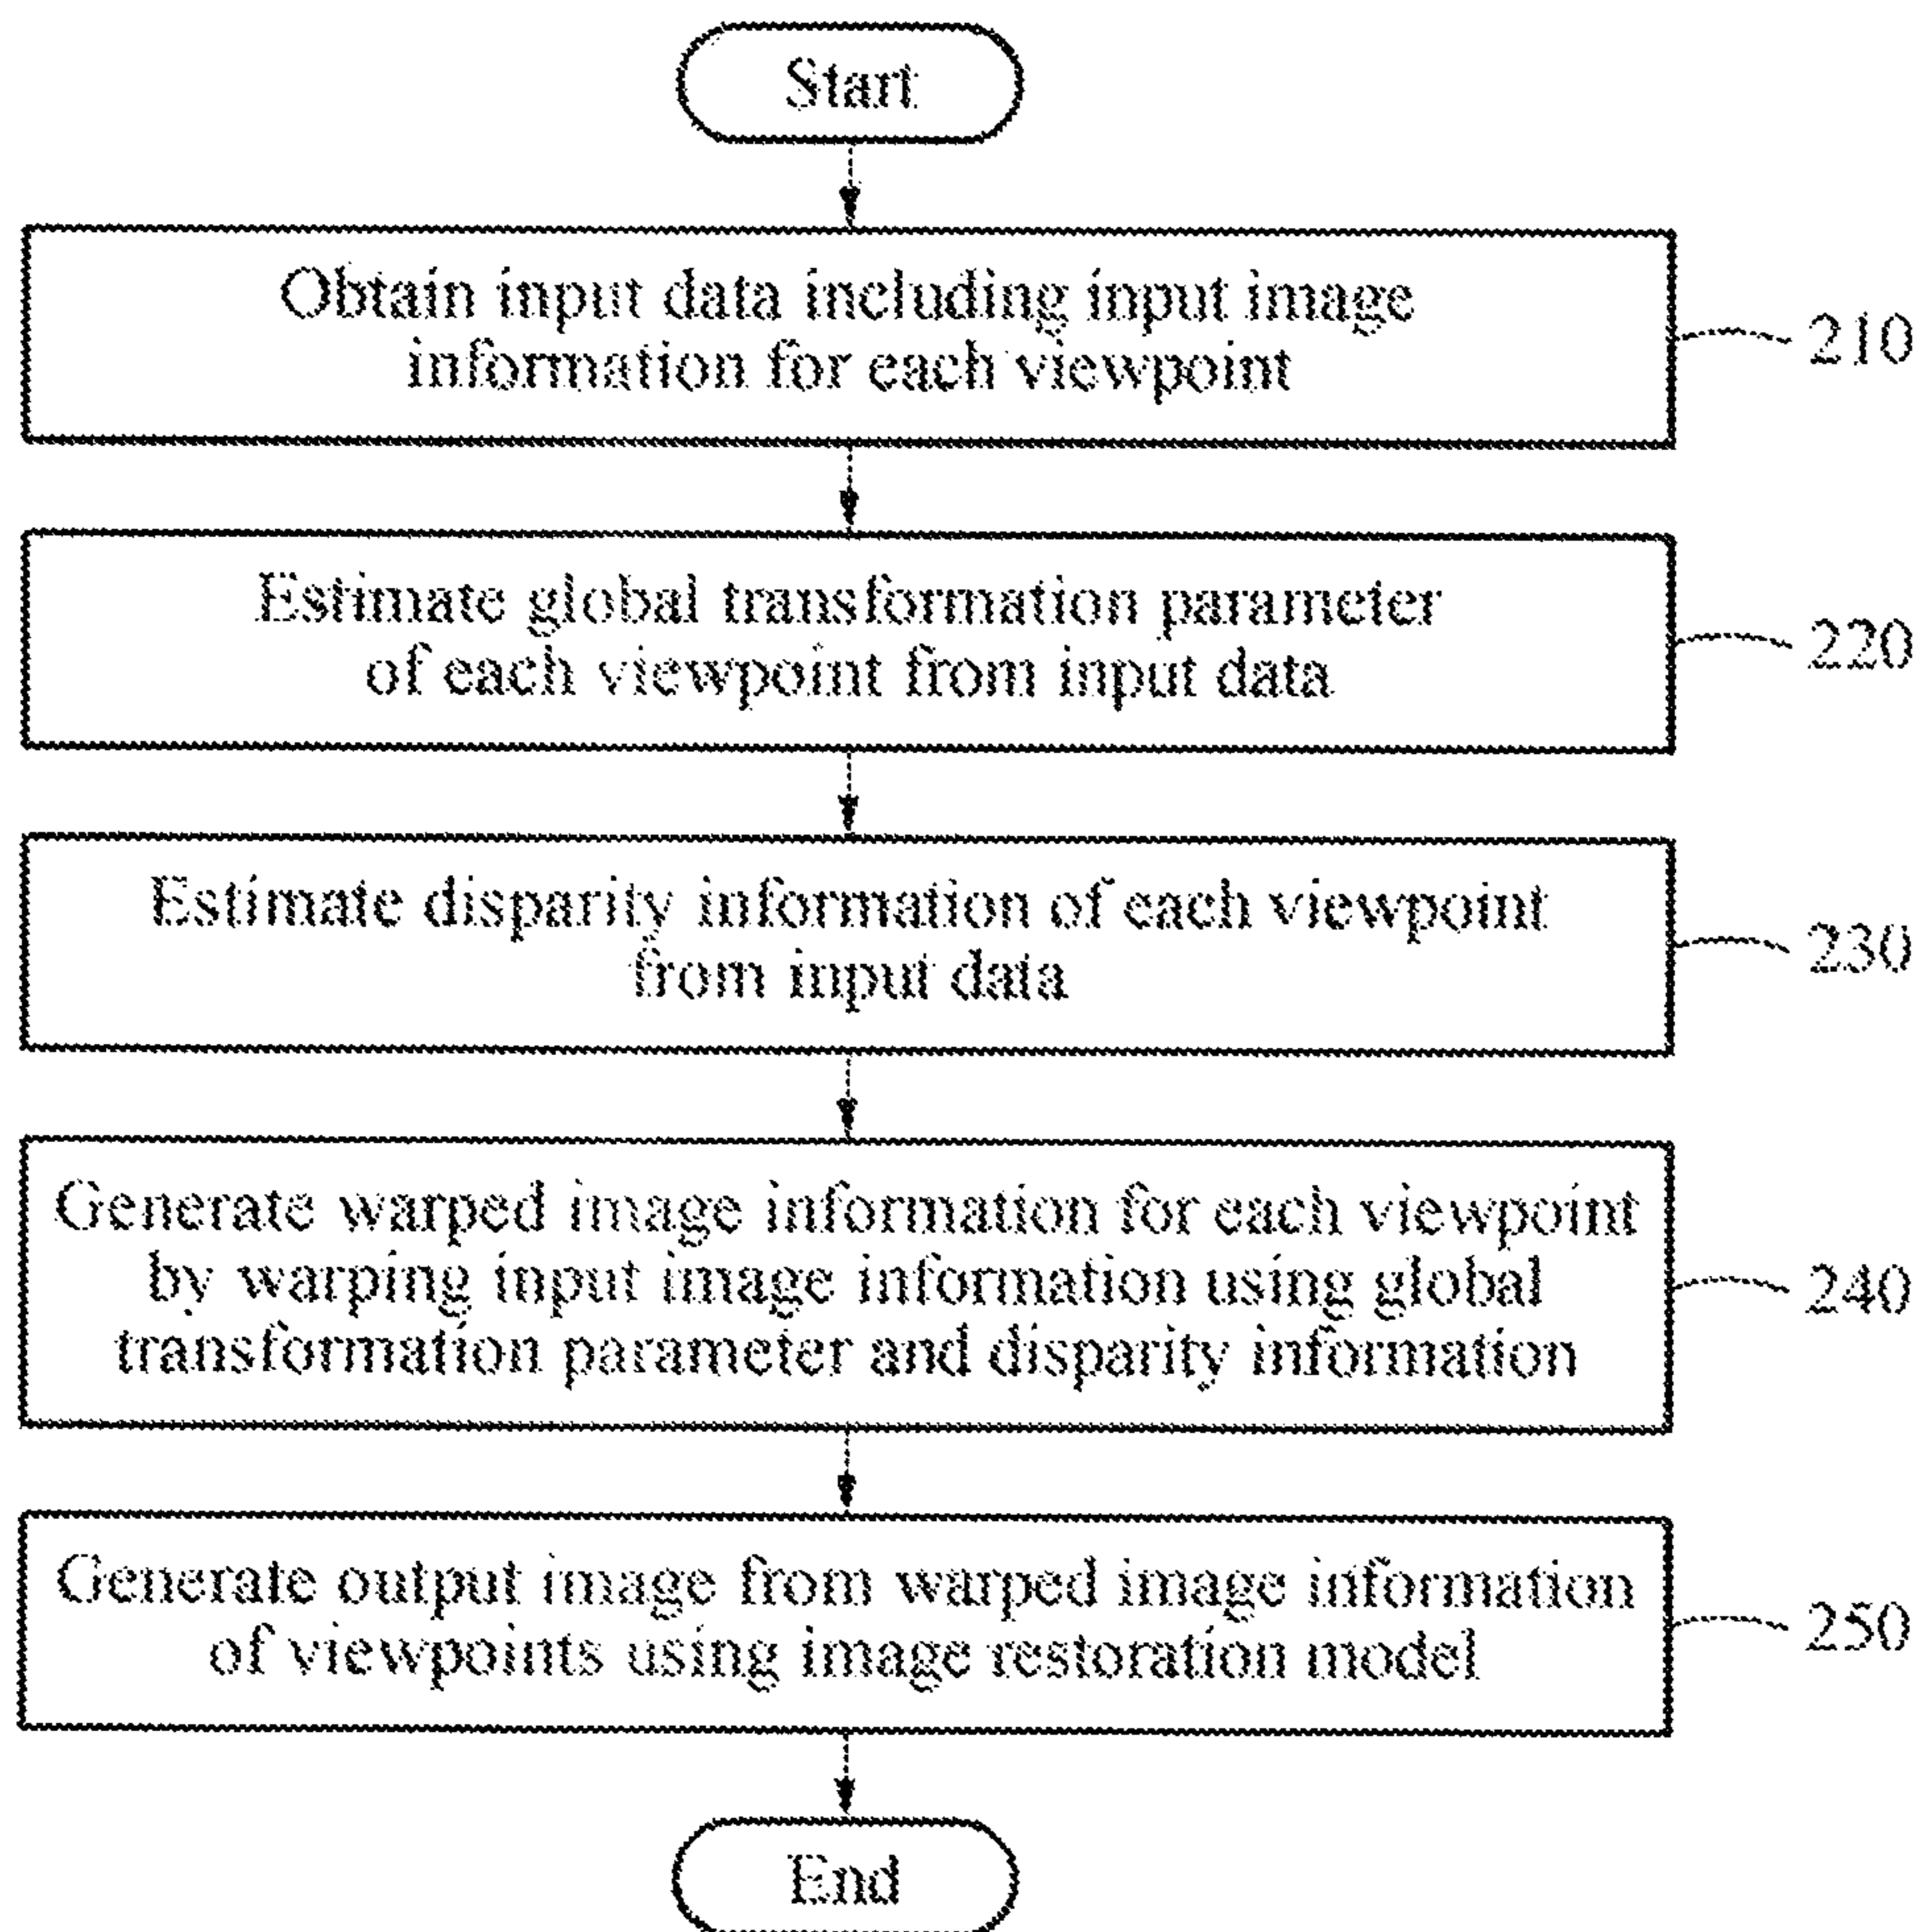 Start
Obtain input data including input image
information for each viewpoint
210
Estimate global transformation parameter
of each viewpoint from input data
220
Estimate disparity information of each viewpoint
from input data
230
Generate warped image information for each viewpoint
by warping input image information using global
transformation parameter and disparity information
240
Generate output image from warped image information
of viewpoints using image restoration model
250
End